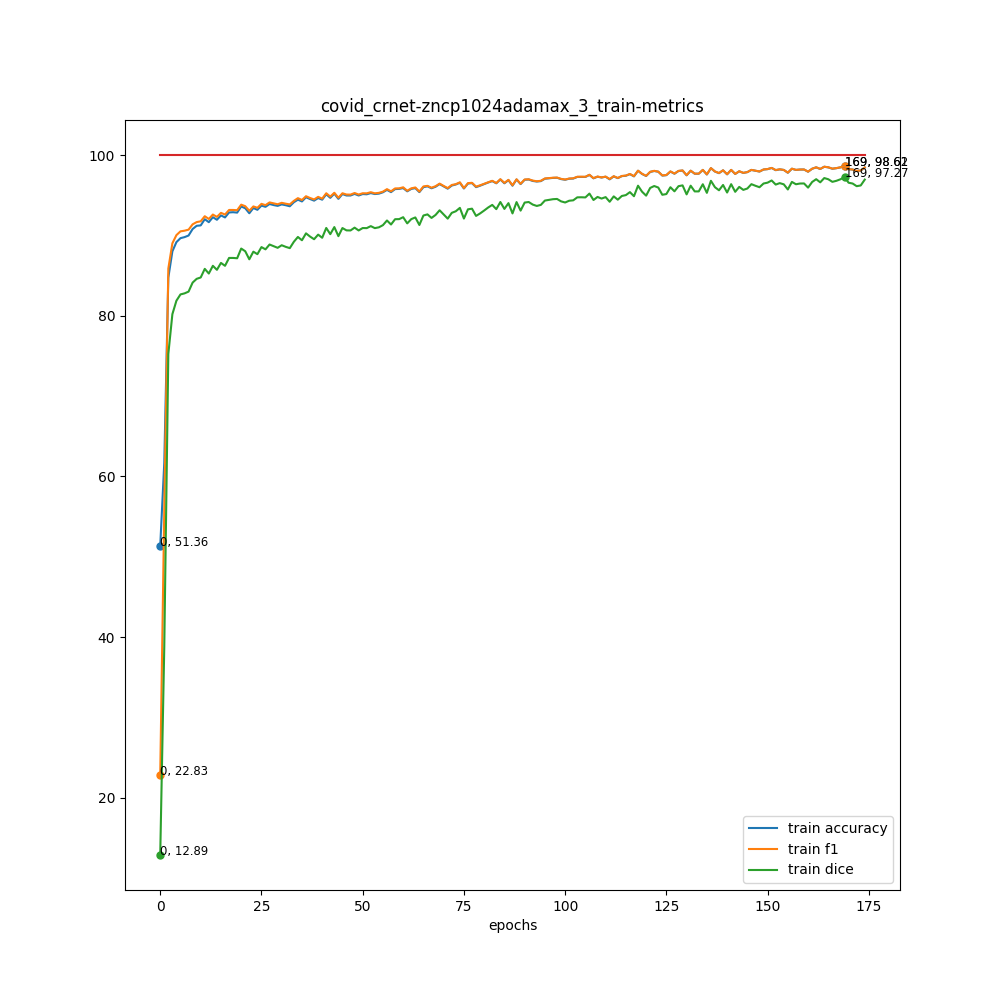 covid_crnet-zncp1024adamax_3_train-metrics
100
80
60
40
20
169, 97.27
0, 51.36
0, 22.83
0, 12.89
train accuracy
train f1
train dice
0 25 50 75 100 125 150 175
epochs